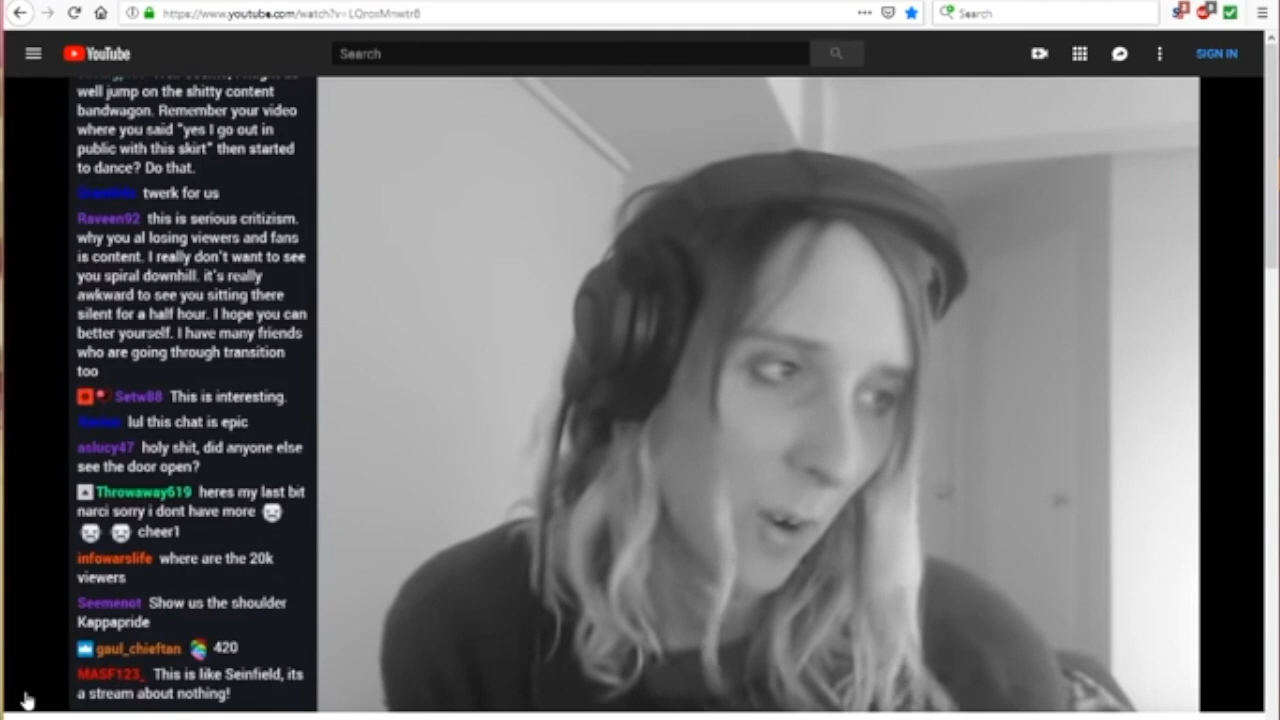 https://www.youtube.com/watch?v=LQroxMnwtr8
Search
YouTube
Search
SIGN IN
well jump on the shitty content
bandwagon. Remember your video
where you said "yes I go out in
public with this skirt" then started
to dance? Do that.
twerk for us
Raveen92 this is serious critizism.
why you al losing viewers and fans
is content. I really don't want to see
you spiral downhill. it's really
awkward to see you sitting there
silent for a half hour. I hope you can
better yourself. I have many friends
who are going through transition
too
Setw88 This is interesting.
lul this chat is epic
aslucy47 holy shit, did anyone else
see the door open?
Throwaway619 heres my last bit
narci sorry i dont have more
cheer1
infowarslife where are the 20k
viewers
Seemenot Show us the shoulder
Kappapride
gaul_chieftan 420
MASF123_ This is like Seinfield, its
a stream about nothing!